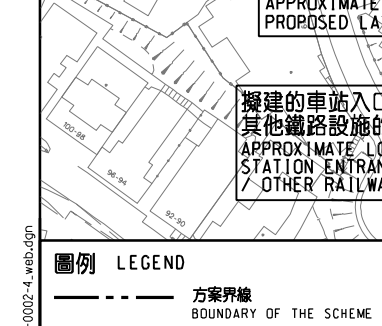 APPROXIMATE
PROPOSED LA
擬建的車站入
其他鐵路設施的
APPROXIMATE LO
STATION ENTRAN
/ OTHER RAILWA
100-98
96-94
92-90
圖例 LEGEND
方案界線
BOUNDARY OF THE SCHEME
-0002-4_web.dgn